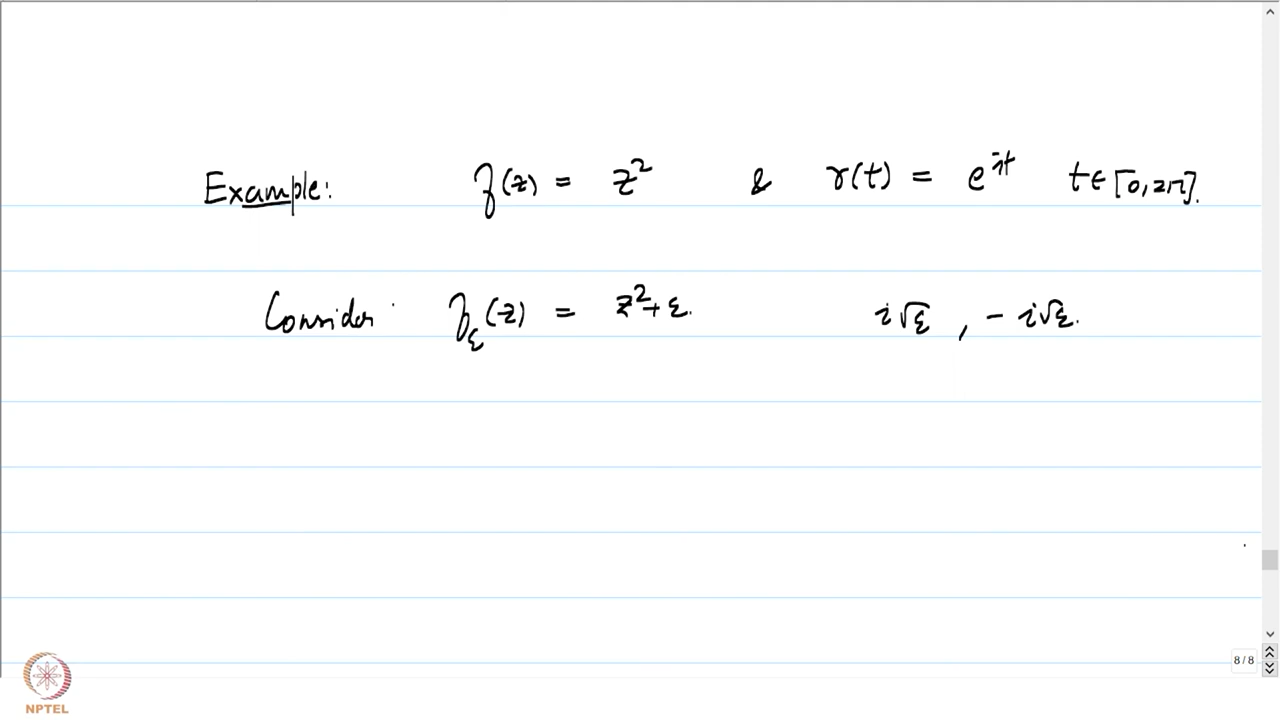 Example: f(z) = z² & γ(t) = e^{it} t ∈ [0, 2π].
Consider f_ε(z) = z² + ε. i√ε , - i√ε.
8 / 8
NPTEL